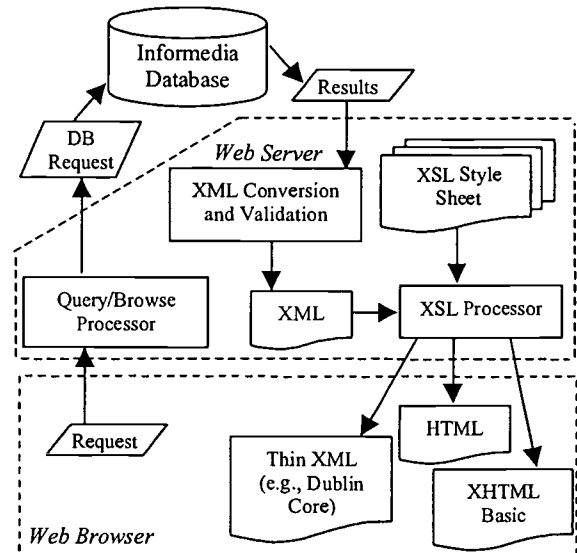 Informedia
Database
Results
DB
Request
Web Server
XML Conversion
and Validation
XSL Style
Sheet
Query/Browse
Processor
XML
XSL Processor
Request
Thin XML
(e.g., Dublin
Core)
HTML
XHTML
Basic
Web Browser